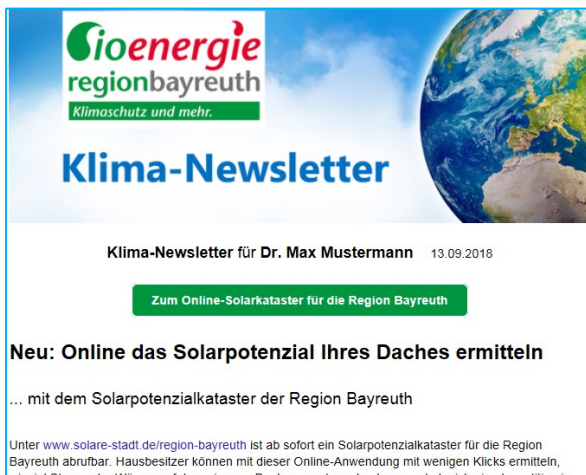 Bioenergie
regionbayreuth
Klimaschutz und mehr.
Klima-Newsletter
Klima-Newsletter für Dr. Max Mustermann 13.09.2018
Zum Online-Solarkataster für die Region Bayreuth
Neu: Online das Solarpotenzial Ihres Daches ermitteln
... mit dem Solarpotenzialkataster der Region Bayreuth
Unter www.solare-stadt.de/region-bayreuth ist ab sofort ein Solarpotenzialkataster für die Region
Bayreuth abrufbar. Hausbesitzer können mit dieser Online-Anwendung mit wenigen Klicks ermitteln,